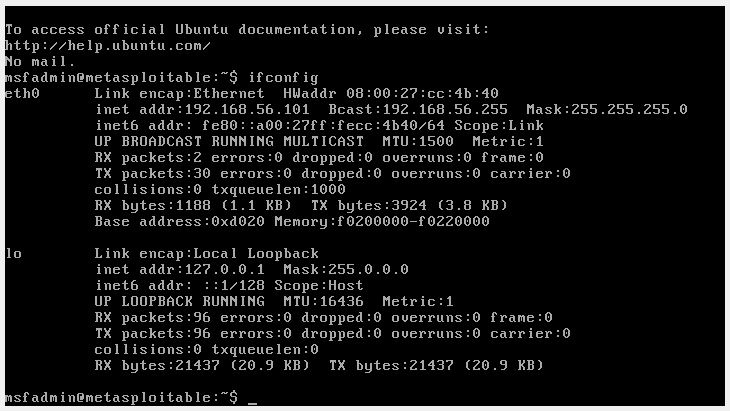 To access official Ubuntu documentation, please visit:
http://help.ubuntu.com/
No mail.
msfadmin@metasploitable:~$ ifconfig
eth0      Link encap:Ethernet  HWaddr 08:00:27:cc:4b:40
          inet addr:192.168.56.101  Bcast:192.168.56.255  Mask:255.255.255.0
          inet6 addr: fe80::a00:27ff:fecc:4b40/64 Scope:Link
          UP BROADCAST RUNNING MULTICAST  MTU:1500  Metric:1
          RX packets:2 errors:0 dropped:0 overruns:0 frame:0
          TX packets:30 errors:0 dropped:0 overruns:0 carrier:0
          collisions:0 txqueuelen:1000
          RX bytes:1188 (1.1 KB)  TX bytes:3924 (3.8 KB)
          Base address:0xd020 Memory:f0200000-f0220000
lo        Link encap:Local Loopback
          inet addr:127.0.0.1  Mask:255.0.0.0
          inet6 addr: ::1/128 Scope:Host
          UP LOOPBACK RUNNING  MTU:16436  Metric:1
          RX packets:96 errors:0 dropped:0 overruns:0 frame:0
          TX packets:96 errors:0 dropped:0 overruns:0 carrier:0
          collisions:0 txqueuelen:0
          RX bytes:21437 (20.9 KB)  TX bytes:21437 (20.9 KB)
msfadmin@metasploitable:~$ _